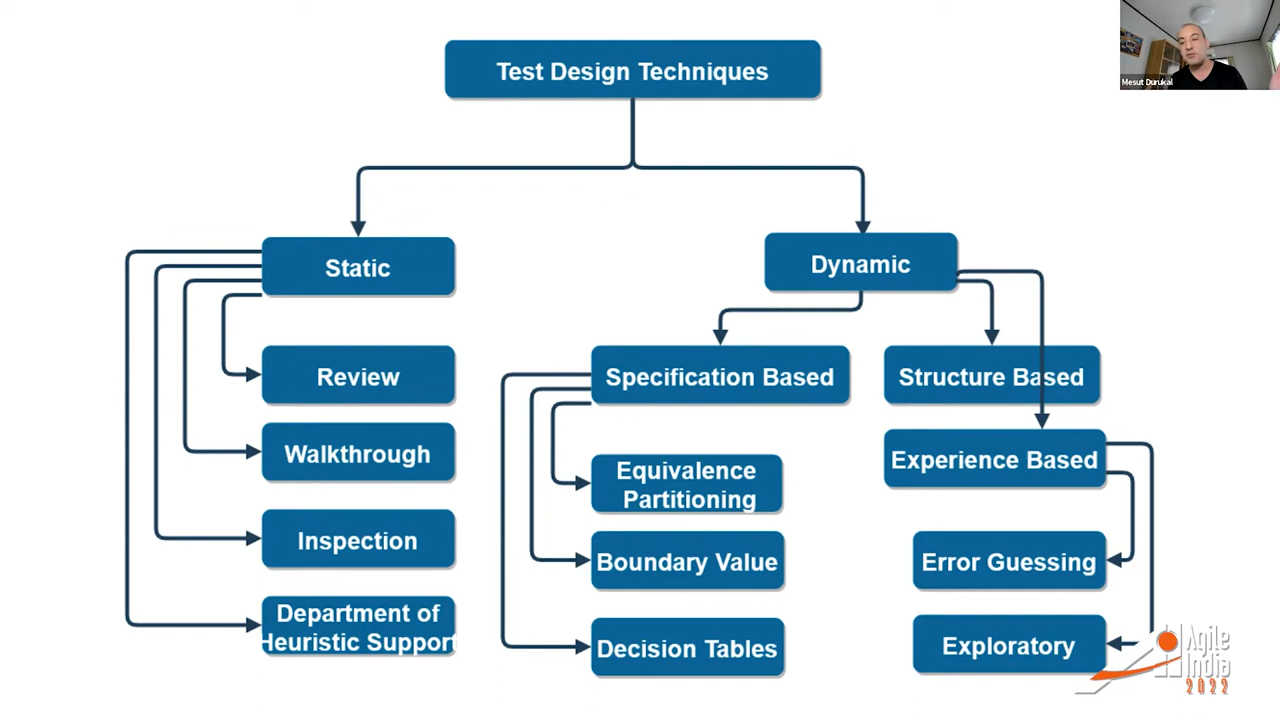 Test Design Techniques
Mesut Durukal
Static
Dynamic
Review
Specification Based
Structure Based
Walkthrough
Experience Based
Equivalence
Partitioning
Inspection
Boundary Value
Error Guessing
Department of
Heuristic Support
Decision Tables
Exploratory
Agile
India
2022